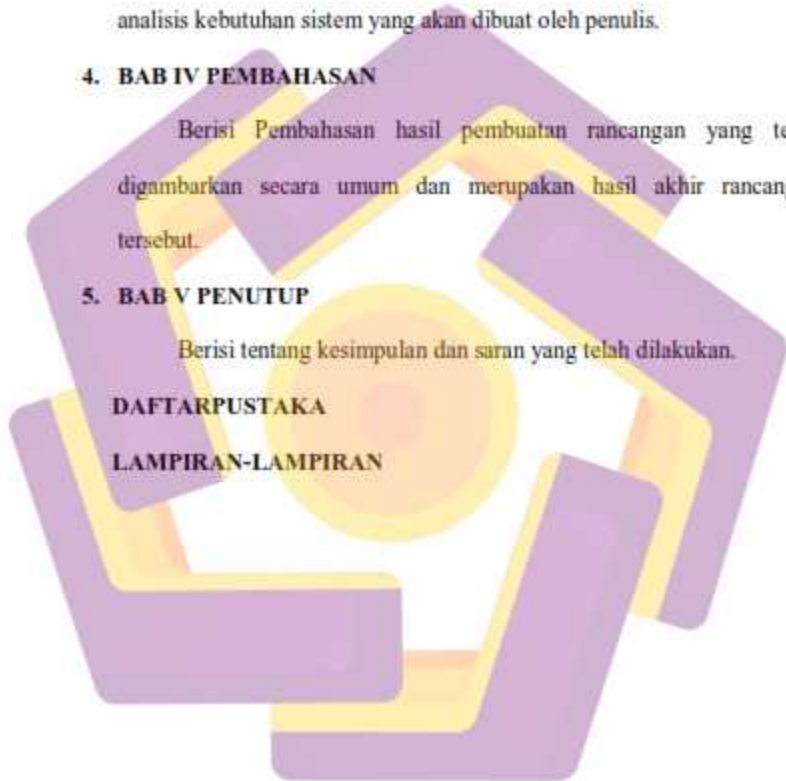 analisis kebutuhan sistem yang akan dibuat oleh penulis.
4. BAB IV PEMBAHASAN
Berisi Pembahasan hasil pembuatan rancangan yang te
digambarkan secara umum dan merupakan hasil akhir rancang
tersebut.
5. BAB V PENUTUP
Berisi tentang kesimpulan dan saran yang telah dilakukan.
DAFTARPUSTAKA
LAMPIRAN-LAMPIRAN